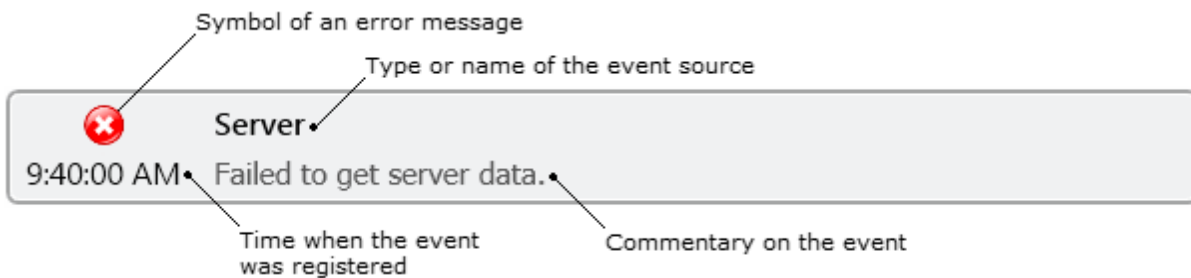 Symbol of an error message
Type or name of the event source
Server
9:40:00 AM Failed to get server data.
Time when the event
was registered
Commentary on the event